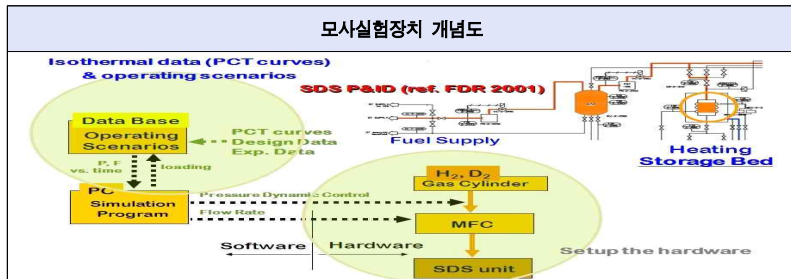 모사실험장치 개념도
Isothermal data (PCT curves)
& operating scenarios
SDS P&ID (ref. FDR 2001)
Data Base
Operating
Scenarios
PCT curves
Design Data
Exp. Data
Fuel Supply
Heating
Storage Bed
P, F
vs. time
loading
PC
Simulation
Program
Pressure Dynamic Control
Flow Rate
H2, D2
Gas Cylinder
MFC
SDS unit
Software
Hardware
Setup the hardware